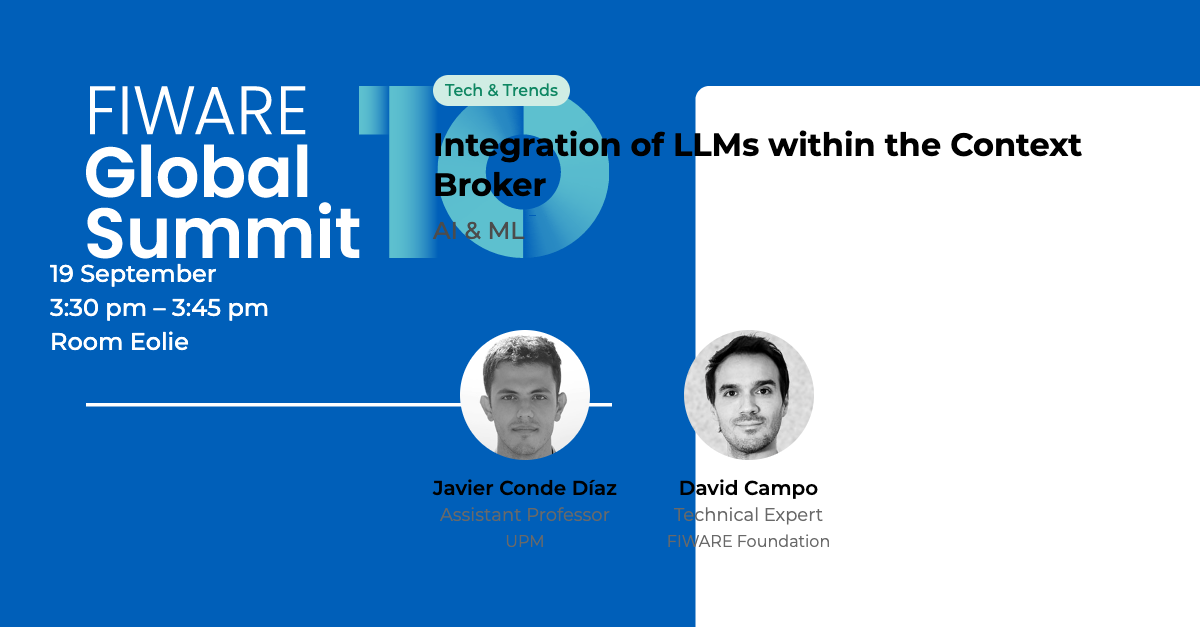 FIWARE
Global
Summit
10
19 September
3:30 pm – 3:45 pm
Room Eolie
Tech & Trends
Integration of LLMs within the Context
Broker
AI & ML
Javier Conde Díaz
Assistant Professor
UPM
David Campo
Technical Expert
FIWARE Foundation